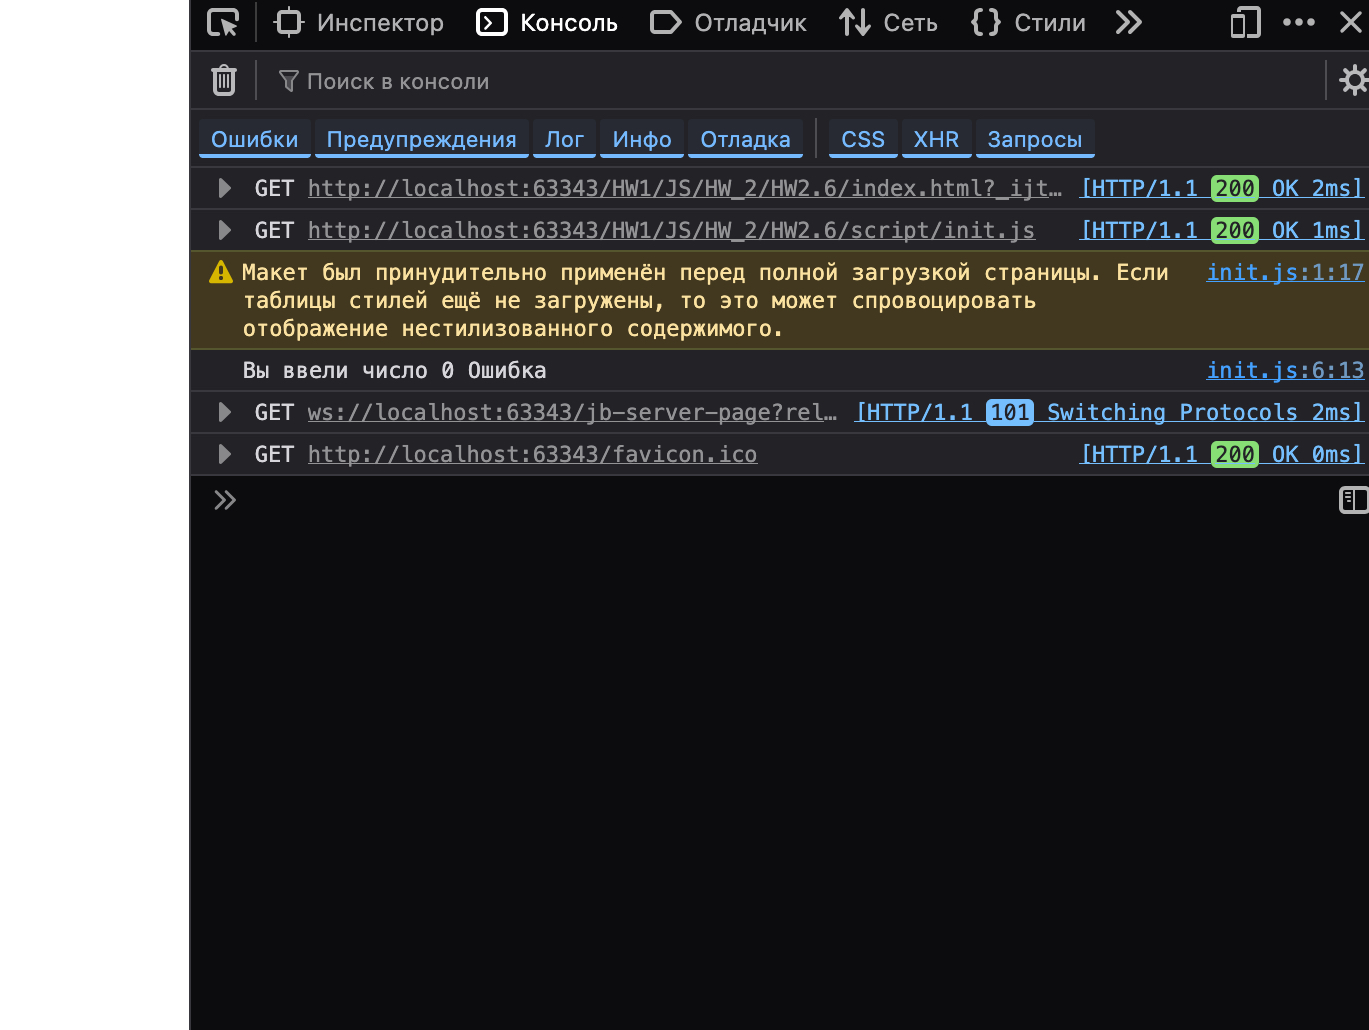 Инспектор Консоль Отладчик Сеть {} Стили
Поиск в консоли
Ошибки Предупреждения Лог Инфо Отладка CSS XHR Запросы
GET http://localhost:63343/HW1/JS/HW_2/HW2.6/index.html?_ijt… [HTTP/1.1 200 OK 2ms]
GET http://localhost:63343/HW1/JS/HW_2/HW2.6/script/init.js [HTTP/1.1 200 OK 1ms]
Макет был принудительно применён перед полной загрузкой страницы. Если init.js:1:17
таблицы стилей ещё не загружены, то это может спровоцировать
отображение нестилизованного содержимого.
Вы ввели число 0 Ошибка init.js:6:13
GET ws://localhost:63343/jb-server-page?rel… [HTTP/1.1 101 Switching Protocols 2ms]
GET http://localhost:63343/favicon.ico [HTTP/1.1 200 OK 0ms]